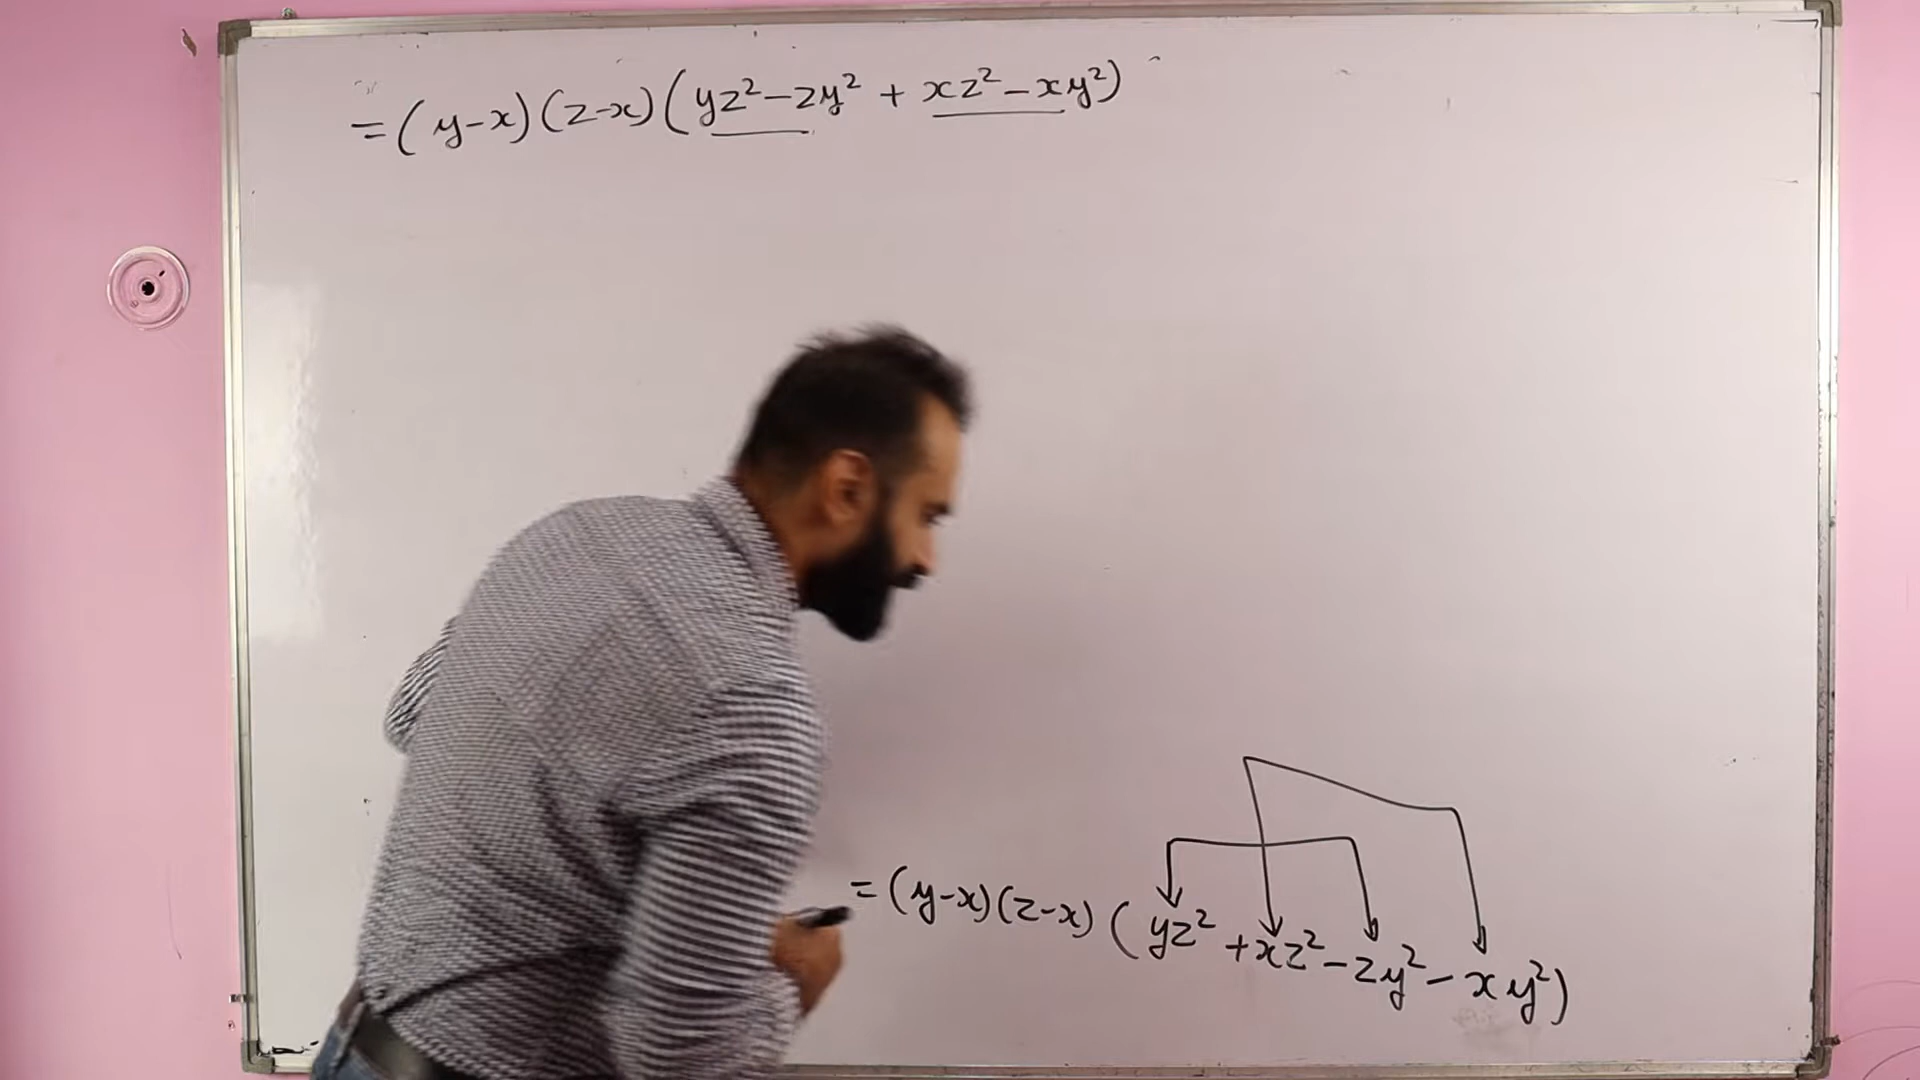 = (y-x) (z-x) (yz² - zy² + xz² - xy²)
= (y-x) (z-x) (yz² + xz² - zy² - xy²)